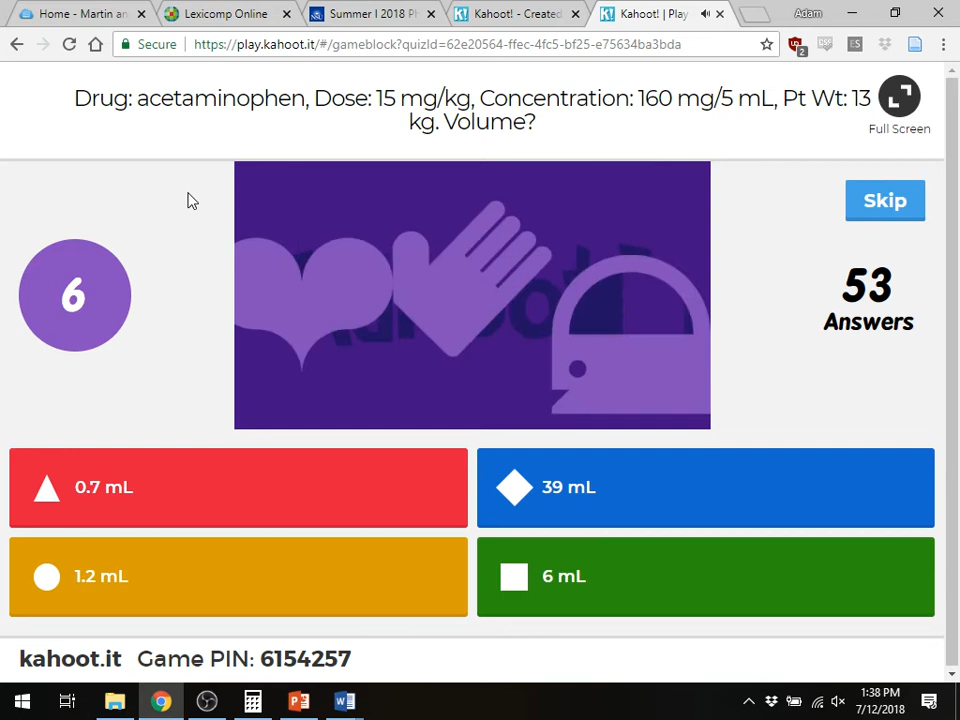 Home - Martin an
Lexicomp Online
Summer I 2018 Ph
Kahoot! - Created
Kahoot! | Play
Adam
Secure
https://play.kahoot.it/#/gameblock?quizId=62e20564-ffec-4fc5-bf25-e75634ba3bda
2
ES
Drug: acetaminophen, Dose: 15 mg/kg, Concentration: 160 mg/5 mL, Pt Wt: 13
kg. Volume?
Full Screen
Skip
6
53
Answers
0.7 mL
39 mL
1.2 mL
6 mL
kahoot.it Game PIN: 6154257
1:38 PM
7/12/2018